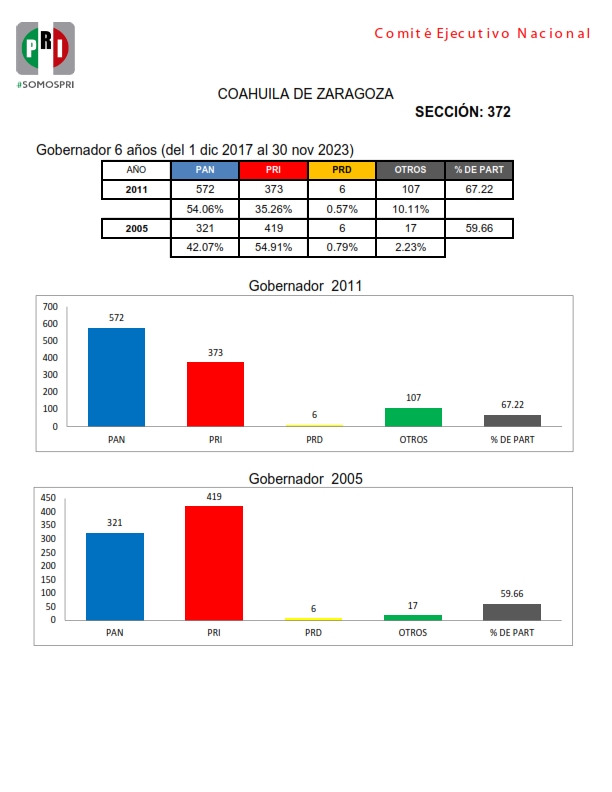 Comité Ejecutivo Nacional
PRI
#SOMOSPRI
COAHUILA DE ZARAGOZA
SECCIÓN: 372
Gobernador 6 años (del 1 dic 2017 al 30 nov 2023)
AÑO PAN PRI PRD OTROS % DE PART
2011 572 373 6 107 67.22
54.06% 35.26% 0.57% 10.11%
2005 321 419 6 17 59.66
42.07% 54.91% 0.79% 2.23%
Gobernador 2011
700
600
500
400
300
200
100
0
572
373
6
107
67.22
PAN PRI PRD OTROS % DE PART
Gobernador 2005
450
400
350
300
250
200
150
100
50
0
321
419
6
17
59.66
PAN PRI PRD OTROS % DE PART